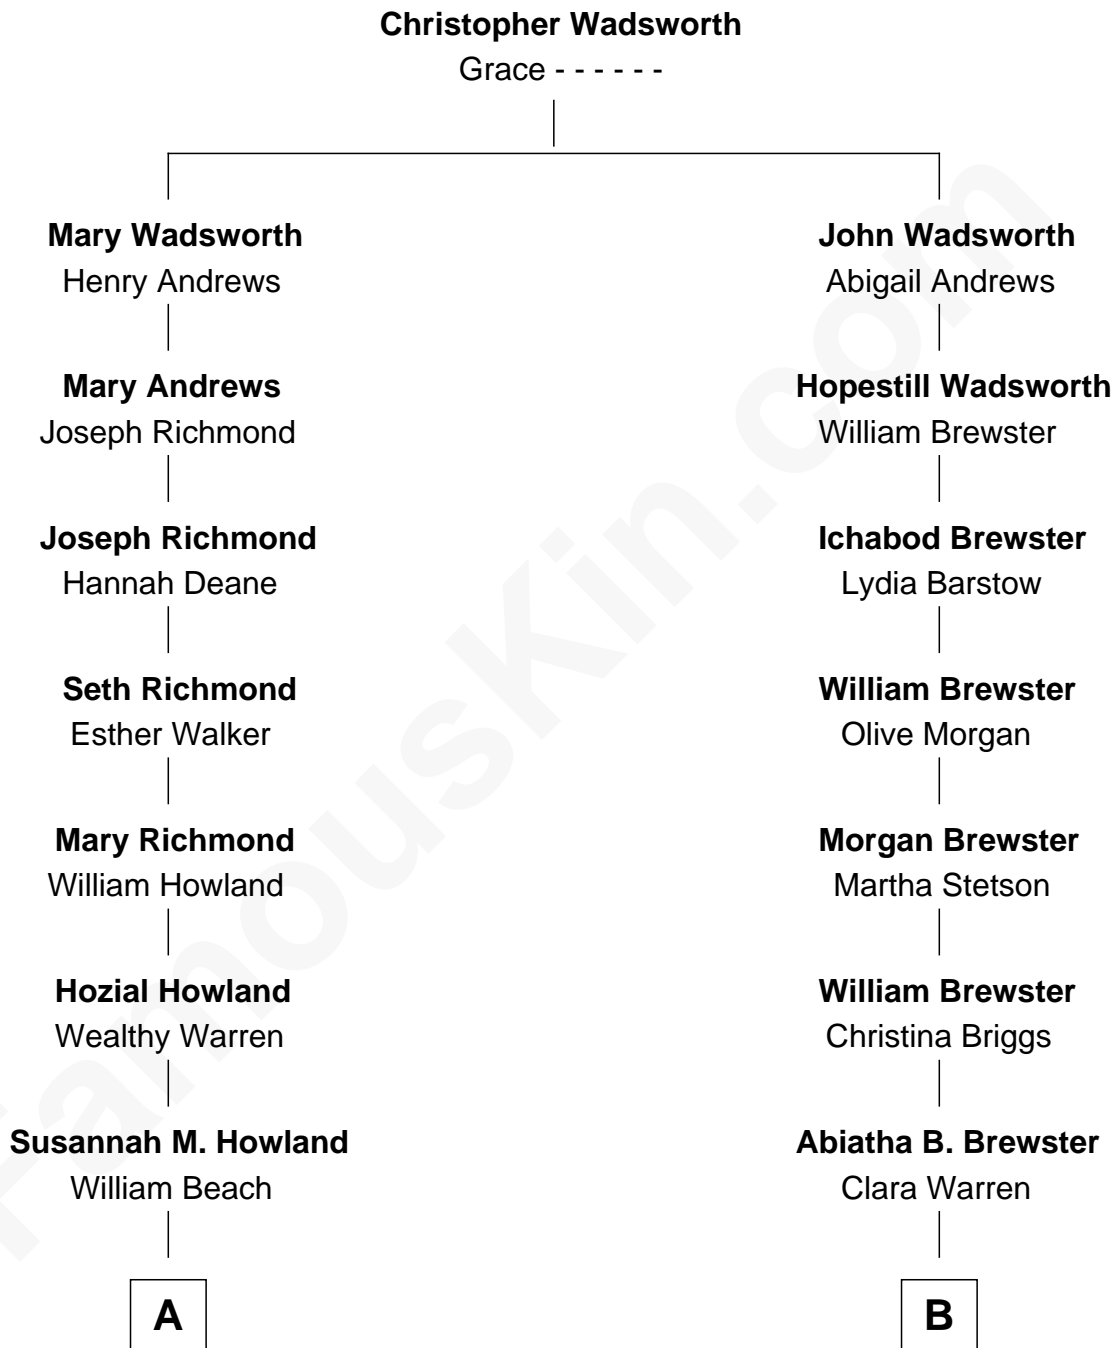 Christopher Wadsworth
Grace - - - - - -
Mary Wadsworth
Henry Andrews
John Wadsworth
Abigail Andrews
Mary Andrews
Joseph Richmond
Hopestill Wadsworth
William Brewster
Joseph Richmond
Hannah Deane
Ichabod Brewster
Lydia Barstow
Seth Richmond
Esther Walker
William Brewster
Olive Morgan
Mary Richmond
William Howland
Morgan Brewster
Martha Stetson
Hozial Howland
Wealthy Warren
William Brewster
Christina Briggs
Susannah M. Howland
William Beach
Abiatha B. Brewster
Clara Warren
A
B
FamousKin.com